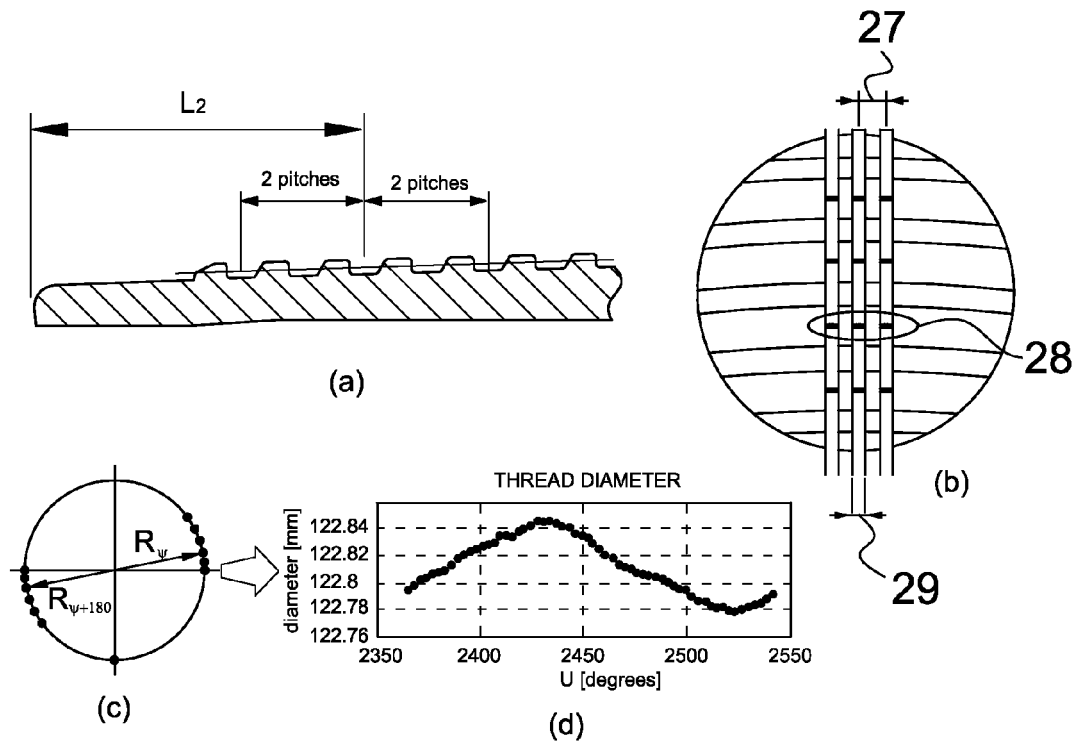 27
L2
2 pitches
2 pitches
28
(a)
(b)
29
Rψ
Rψ+180
(c)
THREAD DIAMETER
diameter [mm]
122.84
122.82
122.8
122.78
122.76
2350
2400
2450
2500
2550
U [degrees]
(d)